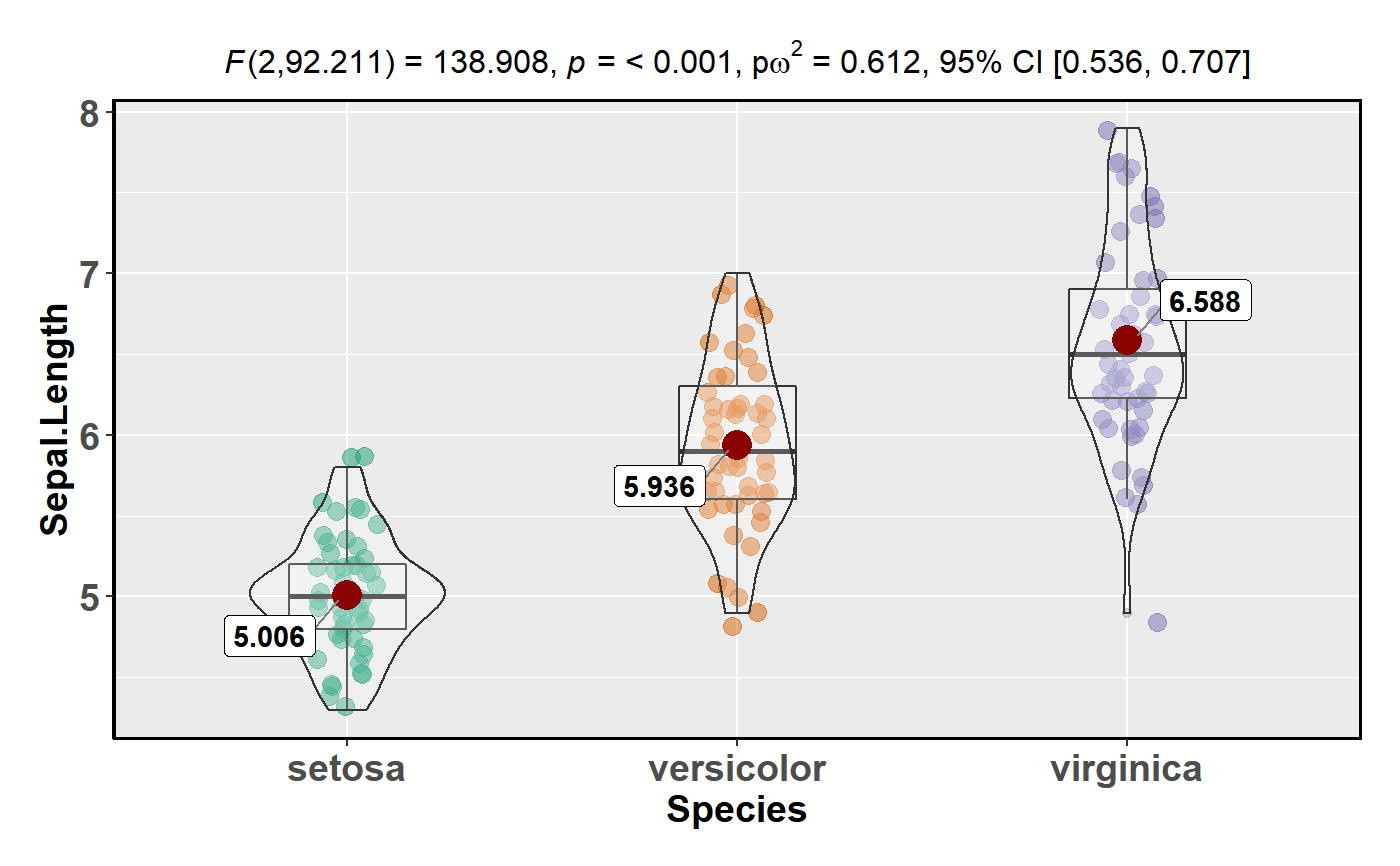 F(2,92.211) = 138.908, p = < 0.001, pω² = 0.612, 95% CI [0.536, 0.707]
8
7
6
5
Sepal.Length
6.588
5.936
5.006
setosa versicolor virginica
Species